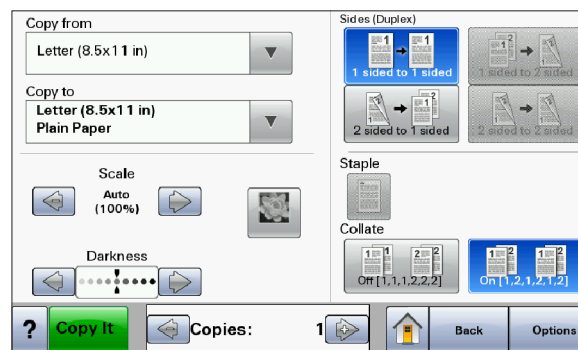 Copy from
Letter (8.5x11 in)
Copy to
Letter (8.5x11 in)
Plain Paper
Scale
Auto
(100%)
Darkness
Sides (Duplex)
1 sided to 1 sided
1 sided to 2 sided
2 sided to 1 sided
2 sided to 2 sided
Staple
Collate
Off [1,1,1,2,2,2]
On [1,2,1,2,1,2]
? Copy It
Copies: 1
Back
Options